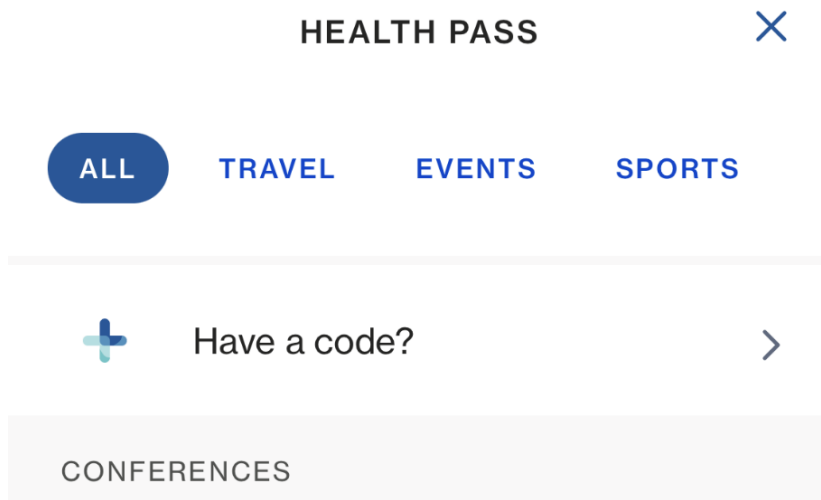 HEALTH PASS
ALL TRAVEL EVENTS SPORTS
Have a code?
CONFERENCES